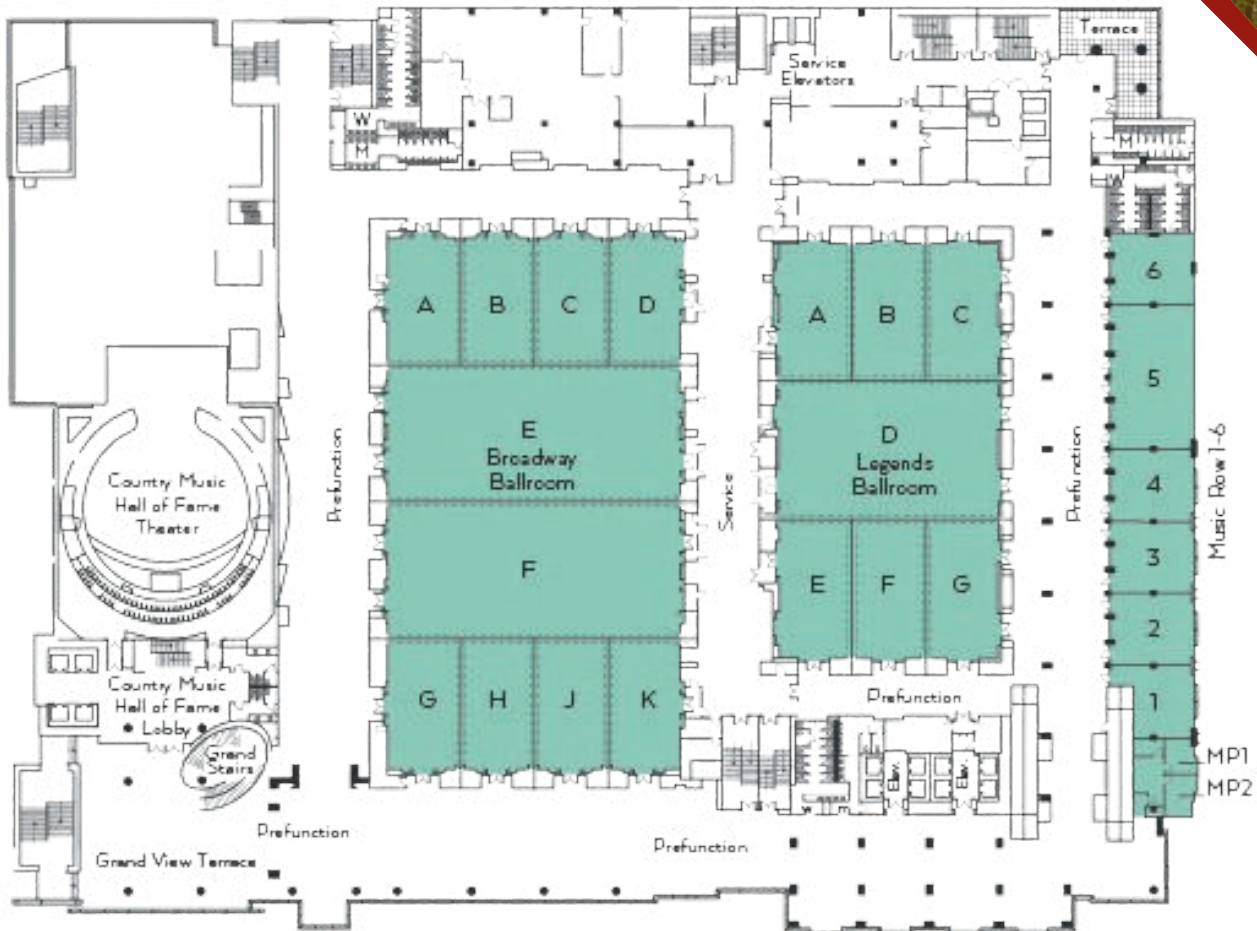 Terrace
Service
Elevators
W
M
M
W
A
B
C
D
A
B
C
6
5
E
Broadway
Ballroom
D
Legends
Ballroom
Country Music
Hall of Fame
Theater
Prefunction
Service
Prefunction
Music Row 1-6
4
3
F
E
F
G
2
Country Music
Hall of Fame
Lobby
G
H
J
K
Prefunction
1
Grand
Stairs
MP1
MP2
Elev.
Elev.
w
m
Prefunction
Prefunction
Grand View Terrace